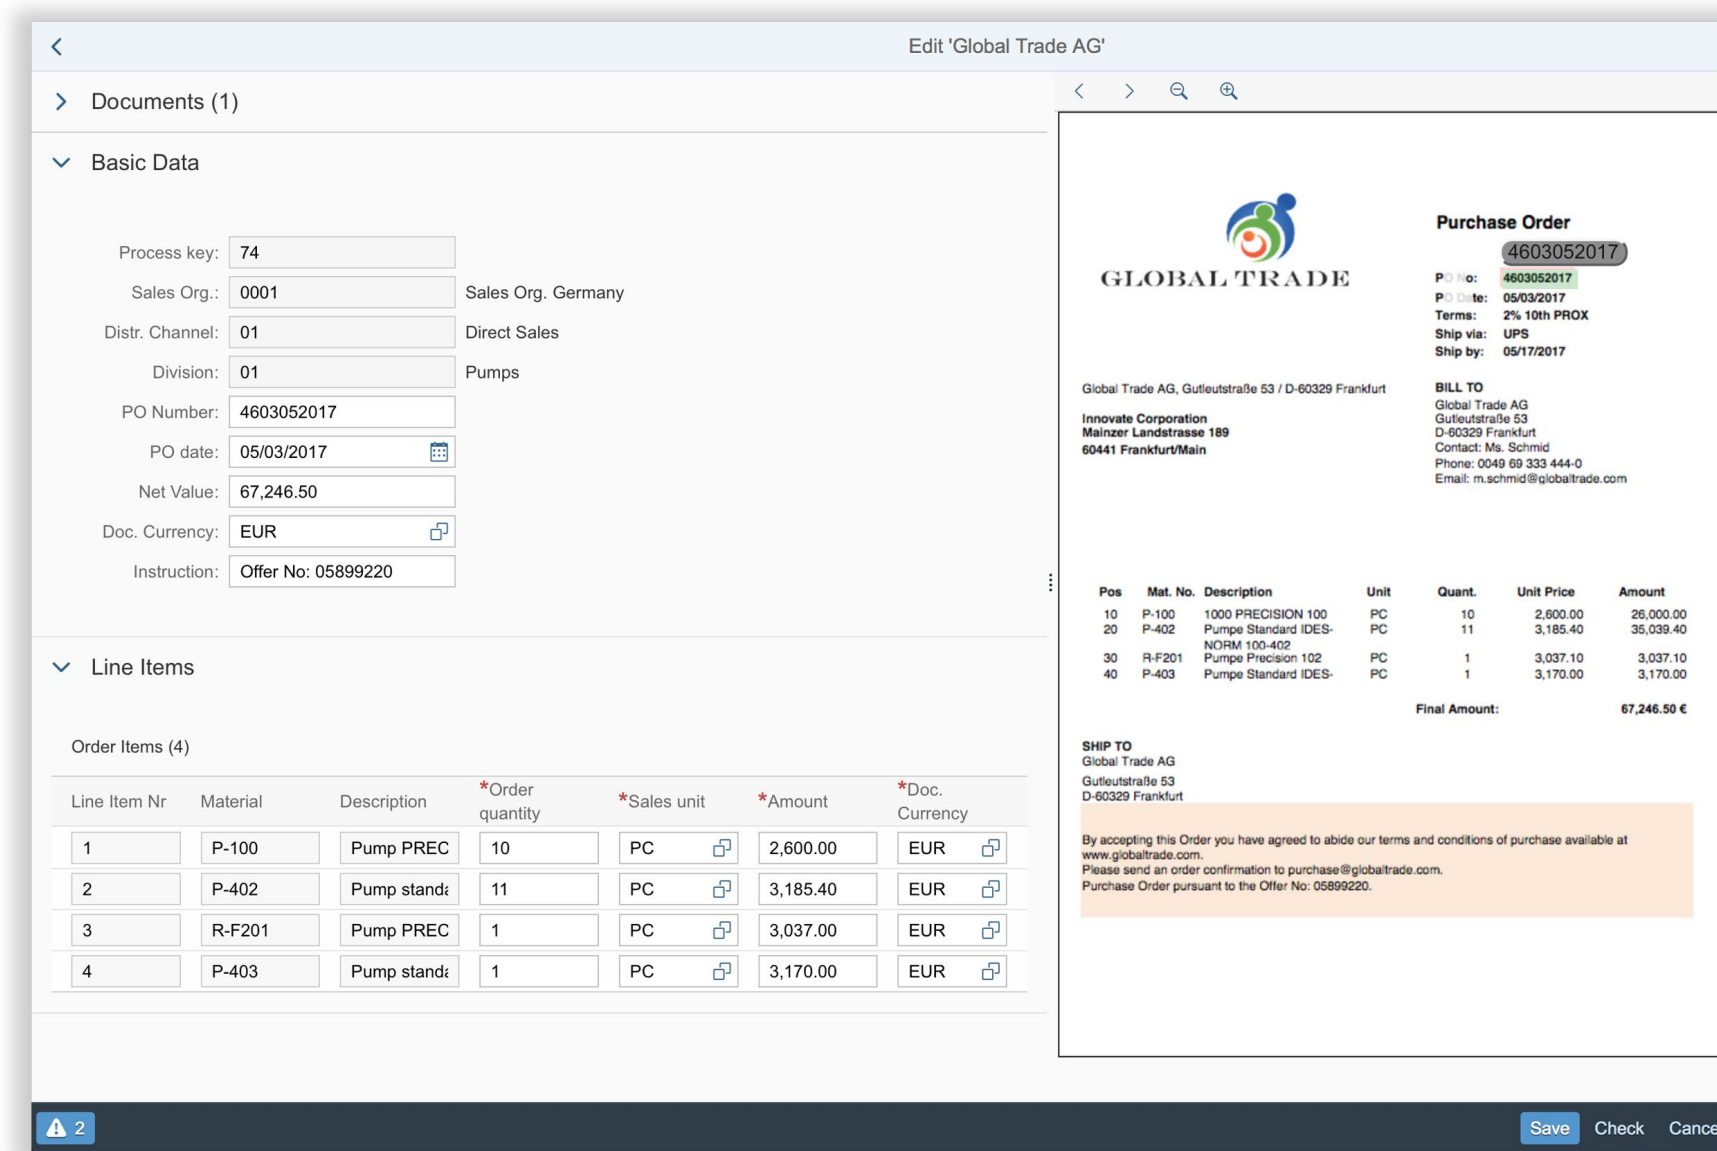 Edit 'Global Trade AG'
Documents (1)
Basic Data
Process key: 74
Sales Org.: 0001 Sales Org. Germany
Distr. Channel: 01 Direct Sales
Division: 01 Pumps
PO Number: 4603052017
PO date: 05/03/2017
Net Value: 67,246.50
Doc. Currency: EUR
Instruction: Offer No: 05899220
Line Items
Order Items (4)
Line Item Nr Material Description *Order quantity *Sales unit *Amount *Doc. Currency
1 P-100 Pump PREC 10 PC 2,600.00 EUR
2 P-402 Pump standa 11 PC 3,185.40 EUR
3 R-F201 Pump PREC 1 PC 3,037.00 EUR
4 P-403 Pump standa 1 PC 3,170.00 EUR
GLOBAL TRADE
Purchase Order
4603052017
PO No: 4603052017
PO Date: 05/03/2017
Terms: 2% 10th PROX
Ship via: UPS
Ship by: 05/17/2017
Global Trade AG, Gutleutstraße 53 / D-60329 Frankfurt
Innovate Corporation
Mainzer Landstrasse 189
60441 Frankfurt/Main
BILL TO
Global Trade AG
Gutleutstraße 53
D-60329 Frankfurt
Contact: Ms. Schmid
Phone: 0049 69 333 444-0
Email: m.schmid@globaltrade.com
Pos Mat. No. Description Unit Quant. Unit Price Amount
10 P-100 1000 PRECISION 100 PC 10 2,600.00 26,000.00
20 P-402 Pumpe Standard IDES- PC 11 3,185.40 35,039.40
NORM 100-402
30 R-F201 Pumpe Precision 102 PC 1 3,037.10 3,037.10
40 P-403 Pumpe Standard IDES- PC 1 3,170.00 3,170.00
Final Amount: 67,246.50 €
SHIP TO
Global Trade AG
Gutleutstraße 53
D-60329 Frankfurt
By accepting this Order you have agreed to abide our terms and conditions of purchase available at
www.globaltrade.com.
Please send an order confirmation to purchase@globaltrade.com.
Purchase Order pursuant to the Offer No: 05899220.
2
Save Check Cance